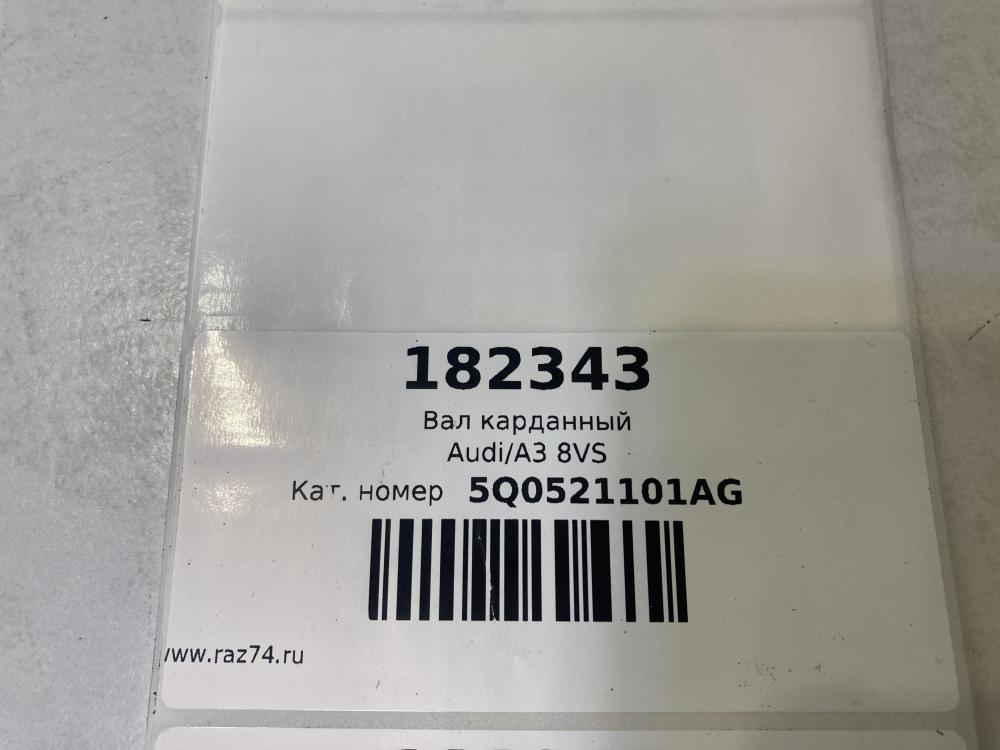 182343
Вал карданный
Audi/A3 8VS
Кат. номер 5Q0521101AG
www.raz74.ru